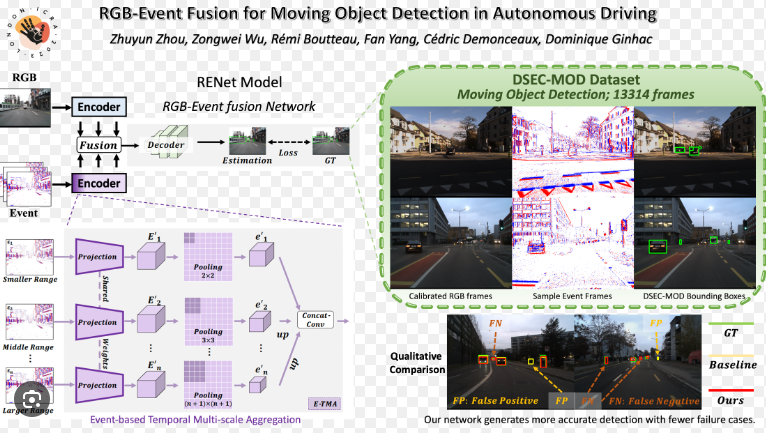 RGB-Event Fusion for Moving Object Detection in Autonomous Driving
Zhuyun Zhou, Zongwei Wu, Rémi Boutteau, Fan Yang, Cédric Demonceaux, Dominique Ginhac
LONDON ICRA 2023
RGB
Encoder
Fusion
Encoder
Event
RENet Model
RGB-Event fusion Network
Decoder
Estimation
Loss
GT
DSEC-MOD Dataset
Moving Object Detection; 13314 frames
Calibrated RGB frames
Sample Event Frames
DSEC-MOD Bounding Boxes
Smaller Range
Projection
E'1
Pooling
2×2
e'1
Shared
Middle Range
Projection
E'2
Pooling
3×3
e'2
up
Concat-
Conv
Weights
Larger Range
Projection
E'n
Pooling
(n + 1)×(n + 1)
e'n
up
E-TMA
Event-based Temporal Multi-scale Aggregation
Qualitative
Comparison
FN
FP
FP: False Positive
FP
FN
FN: False Negative
GT
Baseline
Ours
Our network generates more accurate detection with fewer failure cases.